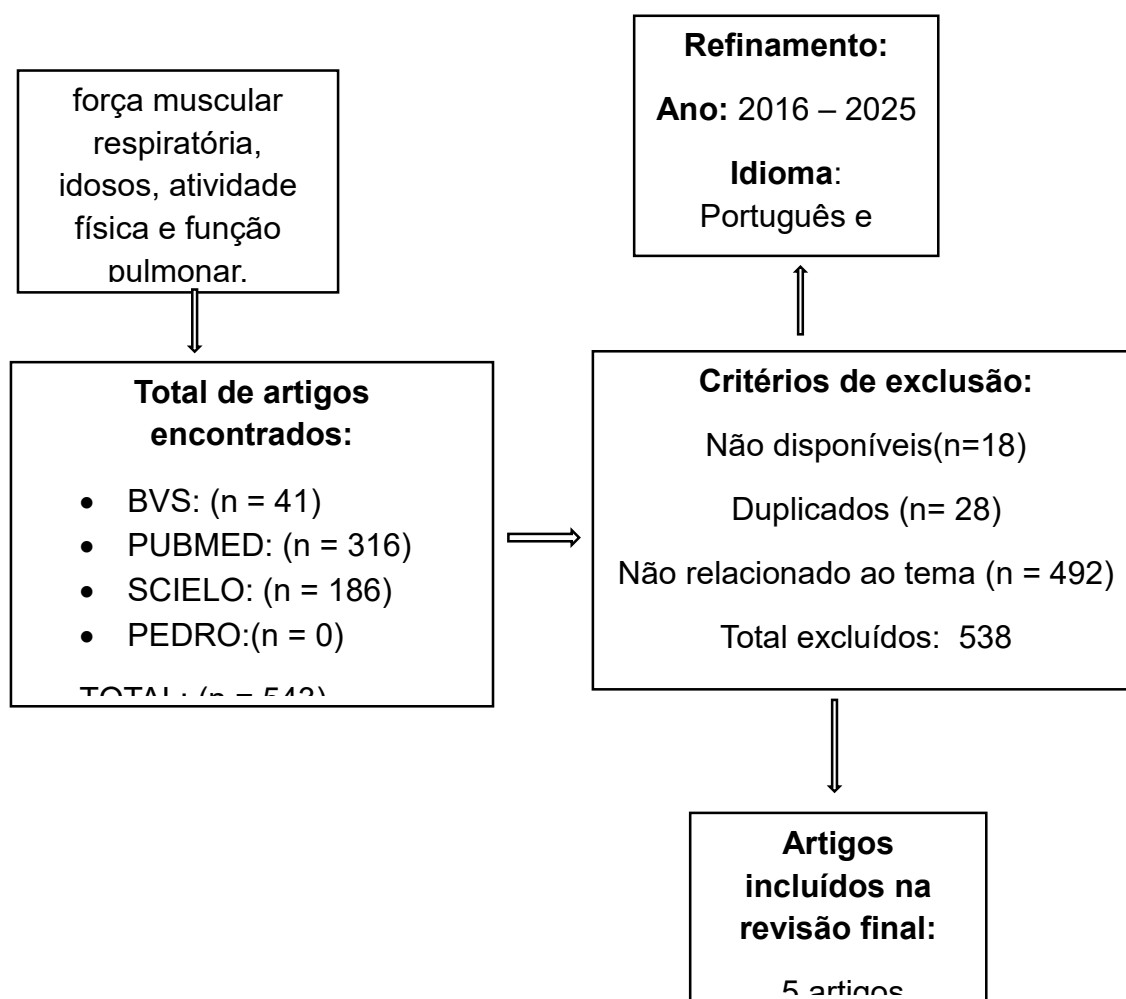 força muscular
respiratória,
idosos, atividade
física e função
pulmonar.
Refinamento:
Ano: 2016 – 2025
Idioma:
Português e
Total de artigos
encontrados:
• BVS: (n = 41)
• PUBMED: (n = 316)
• SCIELO: (n = 186)
• PEDRO:(n = 0)
TOTAL: (n = 543)
Critérios de exclusão:
Não disponíveis(n=18)
Duplicados (n= 28)
Não relacionado ao tema (n = 492)
Total excluídos: 538
Artigos
incluídos na
revisão final:
5 artigos